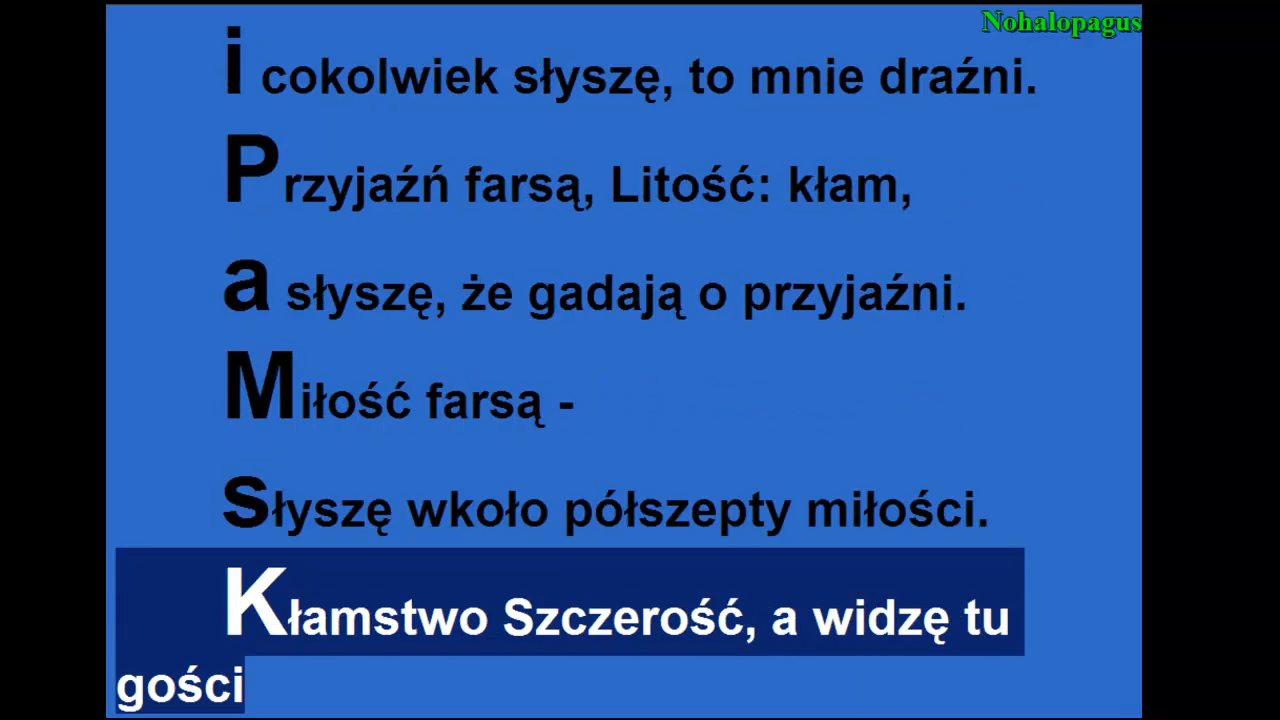 Nohalopagus
i cokolwiek słyszę, to mnie draźni.
Przyjaźń farsą, Litość: kłam,
a słyszę, że gadają o przyjaźni.
Miłość farsą -
słyszę wkoło półszepty miłości.
Kłamstwo Szczerość, a widzę tu
gości